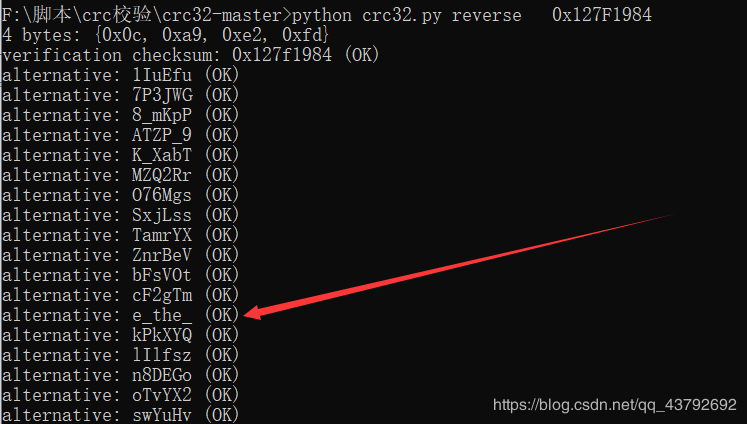 F:\脚本\crc校验\crc32-master>python crc32.py reverse   0x127F1984
4 bytes: {0x0c, 0xa9, 0xe2, 0xfd}
verification checksum: 0x127f1984 (OK)
alternative: 1IuEfu (OK)
alternative: 7P3JWG (OK)
alternative: 8_mKpP (OK)
alternative: ATZP_9 (OK)
alternative: K_XabT (OK)
alternative: MZQ2Rr (OK)
alternative: O76Mgs (OK)
alternative: SxjLss (OK)
alternative: TamrYX (OK)
alternative: ZnrBeV (OK)
alternative: bFsVOt (OK)
alternative: cF2gTm (OK)
alternative: e_the_ (OK)
alternative: kPkXYQ (OK)
alternative: lIlfsz (OK)
alternative: n8DEGo (OK)
alternative: oTvYX2 (OK)
alternative: swYuHv (OK)
https://blog.csdn.net/qq_43792692